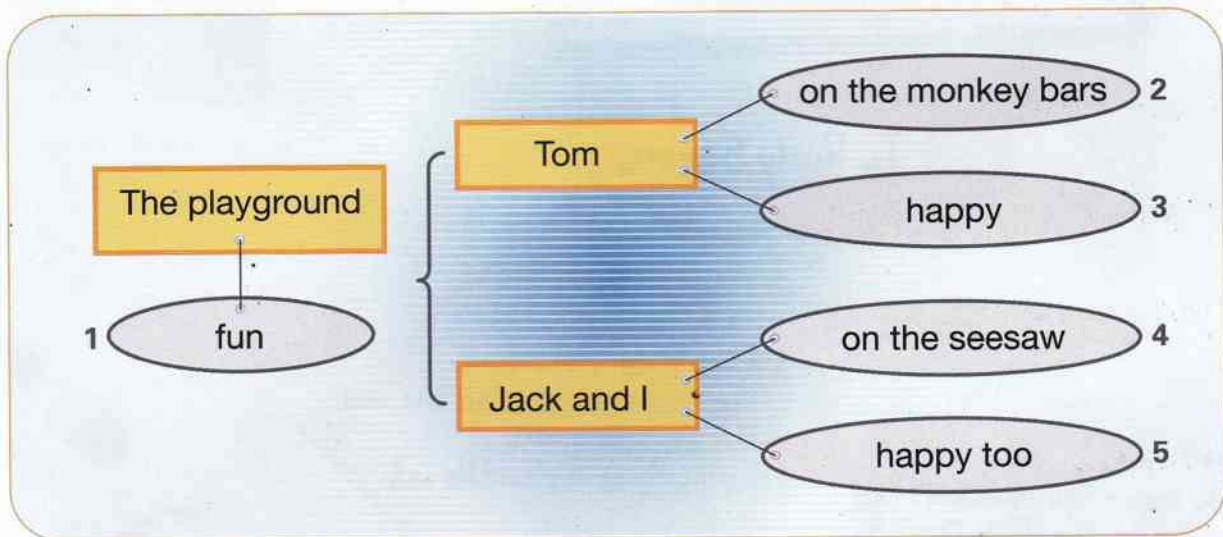 The playground
1 fun
Tom
on the monkey bars 2
happy 3
Jack and I
on the seesaw 4
happy too 5